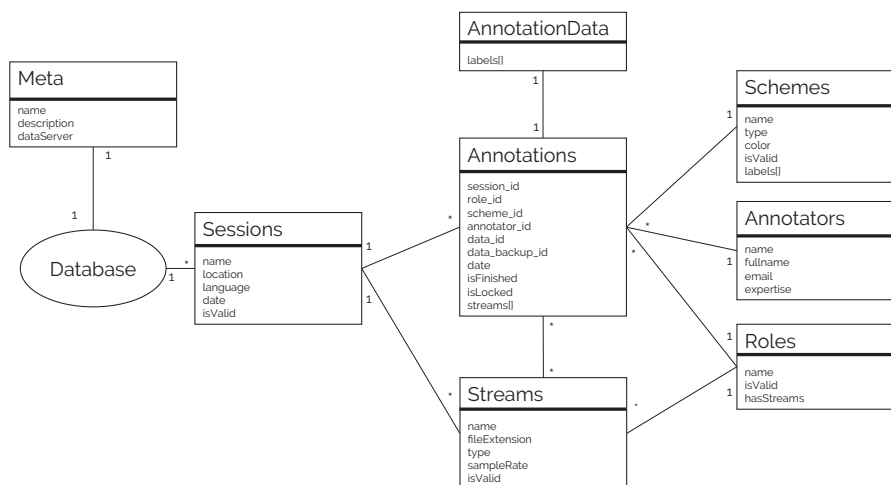 AnnotationData
labels[]
1
1
Meta
name
description
dataServer
1
1
Database
1
*
Sessions
name
location
language
date
isValid
1
1
*
*
Annotations
session_id
role_id
scheme_id
annotator_id
data_id
data_backup_id
date
isFinished
isLocked
streams[]
*
*
*
*
Streams
name
fileExtension
type
sampleRate
isValid
*
Schemes
name
type
color
isValid
labels[]
1
Annotators
name
fullname
email
expertise
1
Roles
name
isValid
hasStreams
1
1